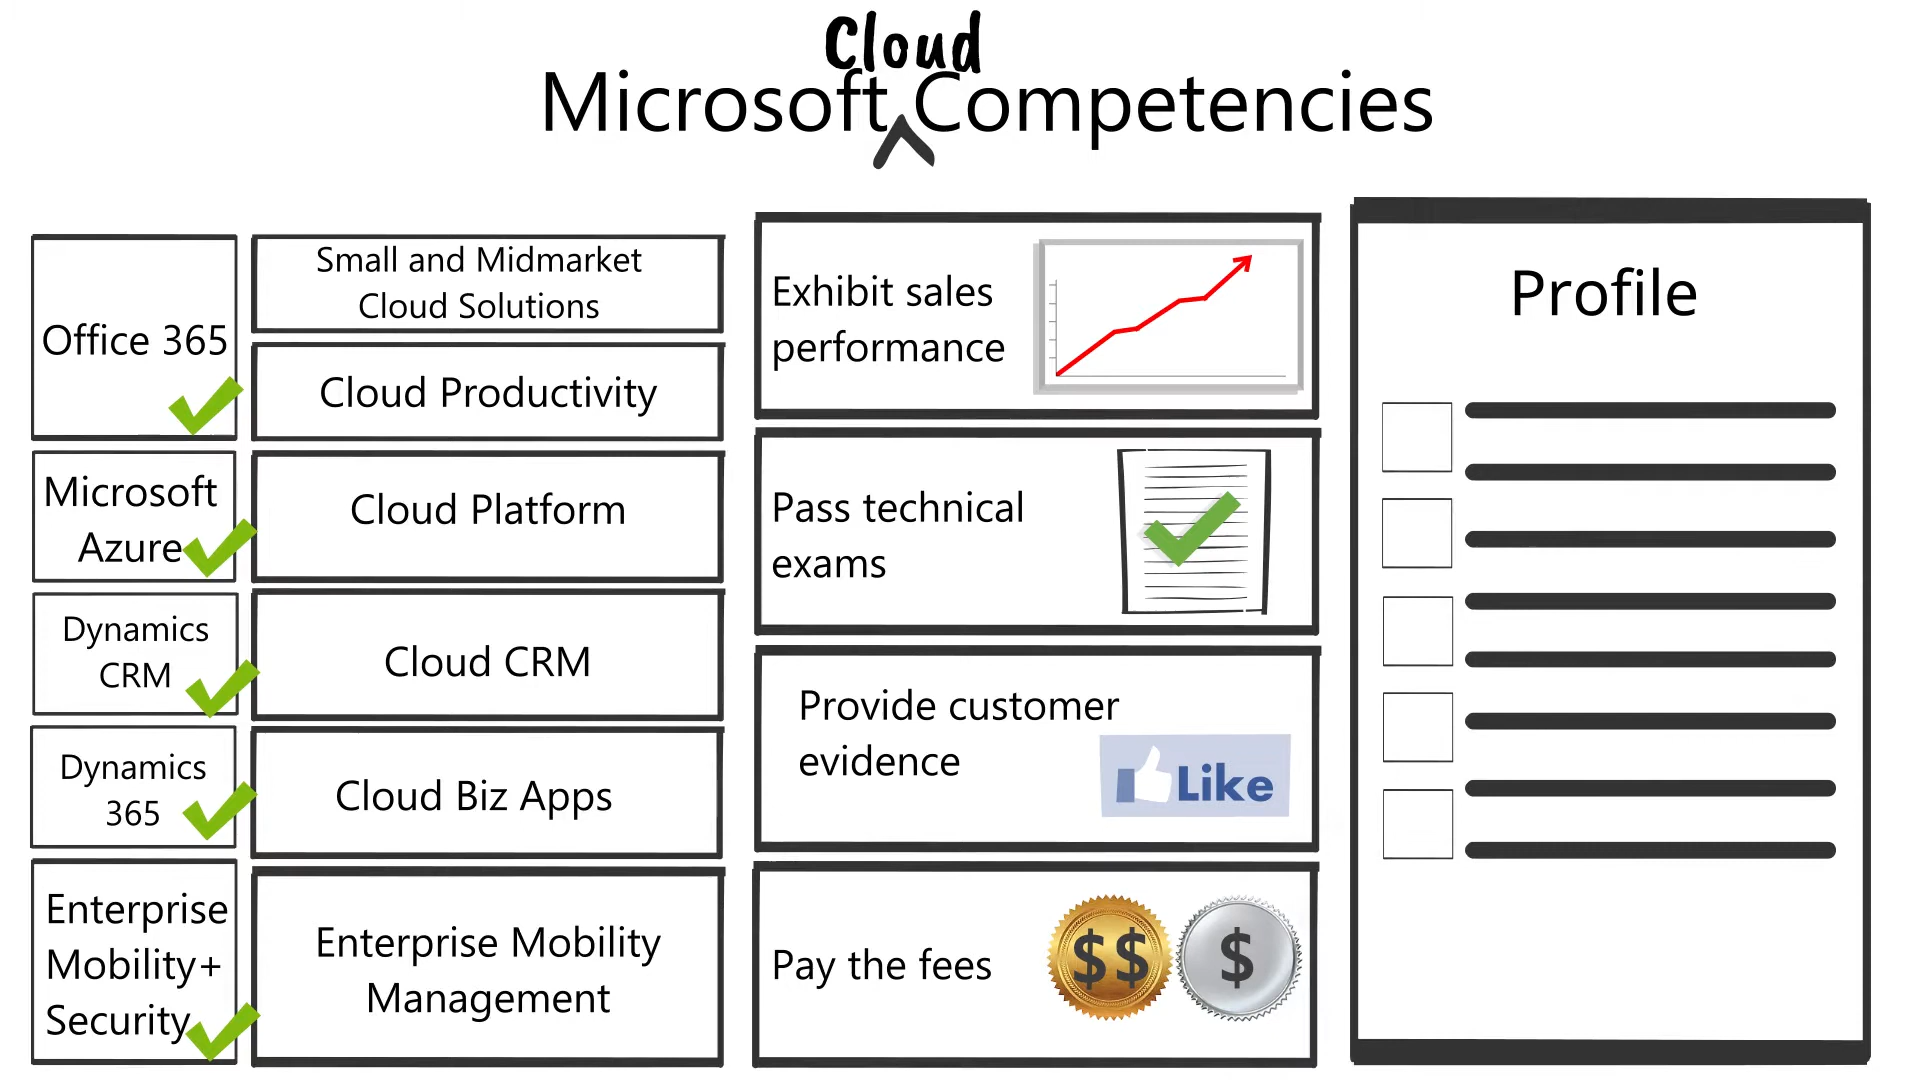 Cloud
Microsoft Competencies
Office 365
Small and Midmarket
Cloud Solutions
Cloud Productivity
Microsoft
Azure
Cloud Platform
Dynamics
CRM
Cloud CRM
Dynamics
365
Cloud Biz Apps
Enterprise
Mobility+
Security
Enterprise Mobility
Management
Exhibit sales
performance
Pass technical
exams
Provide customer
evidence
Like
Pay the fees
$$
$
Profile